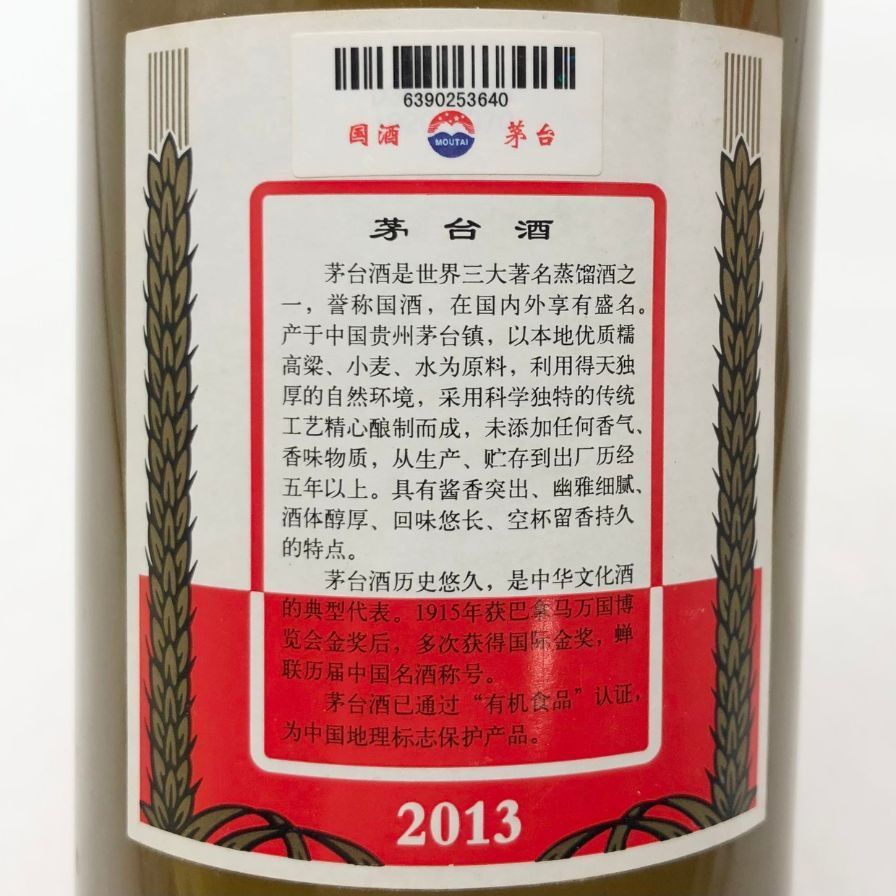 6390253640
国酒 MOUTAI 茅台
茅台酒
茅台酒是世界三大著名蒸馏酒之
一，誉称国酒，在国内外享有盛名。
产于中国贵州茅台镇，以本地优质糯
高粱、小麦、水为原料，利用得天独
厚的自然环境，采用科学独特的传统
工艺精心酿制而成，未添加任何香气、
香味物质，从生产、贮存到出厂历经
五年以上。具有酱香突出、幽雅细腻、
酒体醇厚、回味悠长、空杯留香持久
的特点。
茅台酒历史悠久，是中华文化酒
的典型代表。1915年获巴拿马万国博
览会金奖后，多次获得国际金奖，蝉
联历届中国名酒称号。
茅台酒已通过“有机食品”认证，
为中国地理标志保护产品。
2013